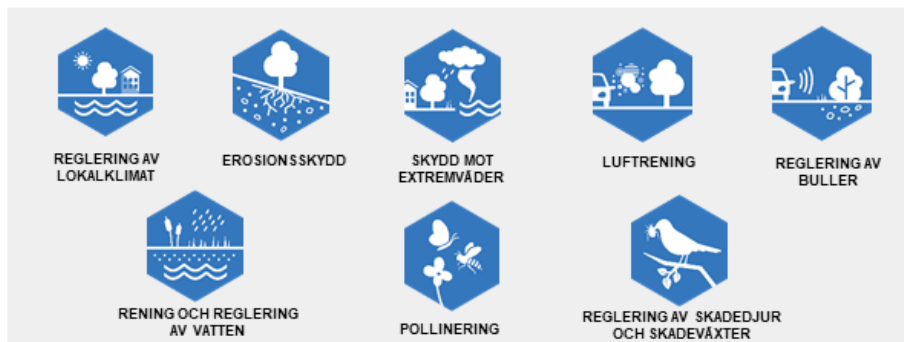 REGLERING AV
LOKALKLIMAT
EROSIONSSKYDD
SKYDD MOT
EXTREMVÄDER
LUFTRENING
REGLERING AV
BULLER
RENING OCH REGLERING
AV VATTEN
POLLINERING
REGLERING AV SKADEDJUR
OCH SKADEVÄXTER